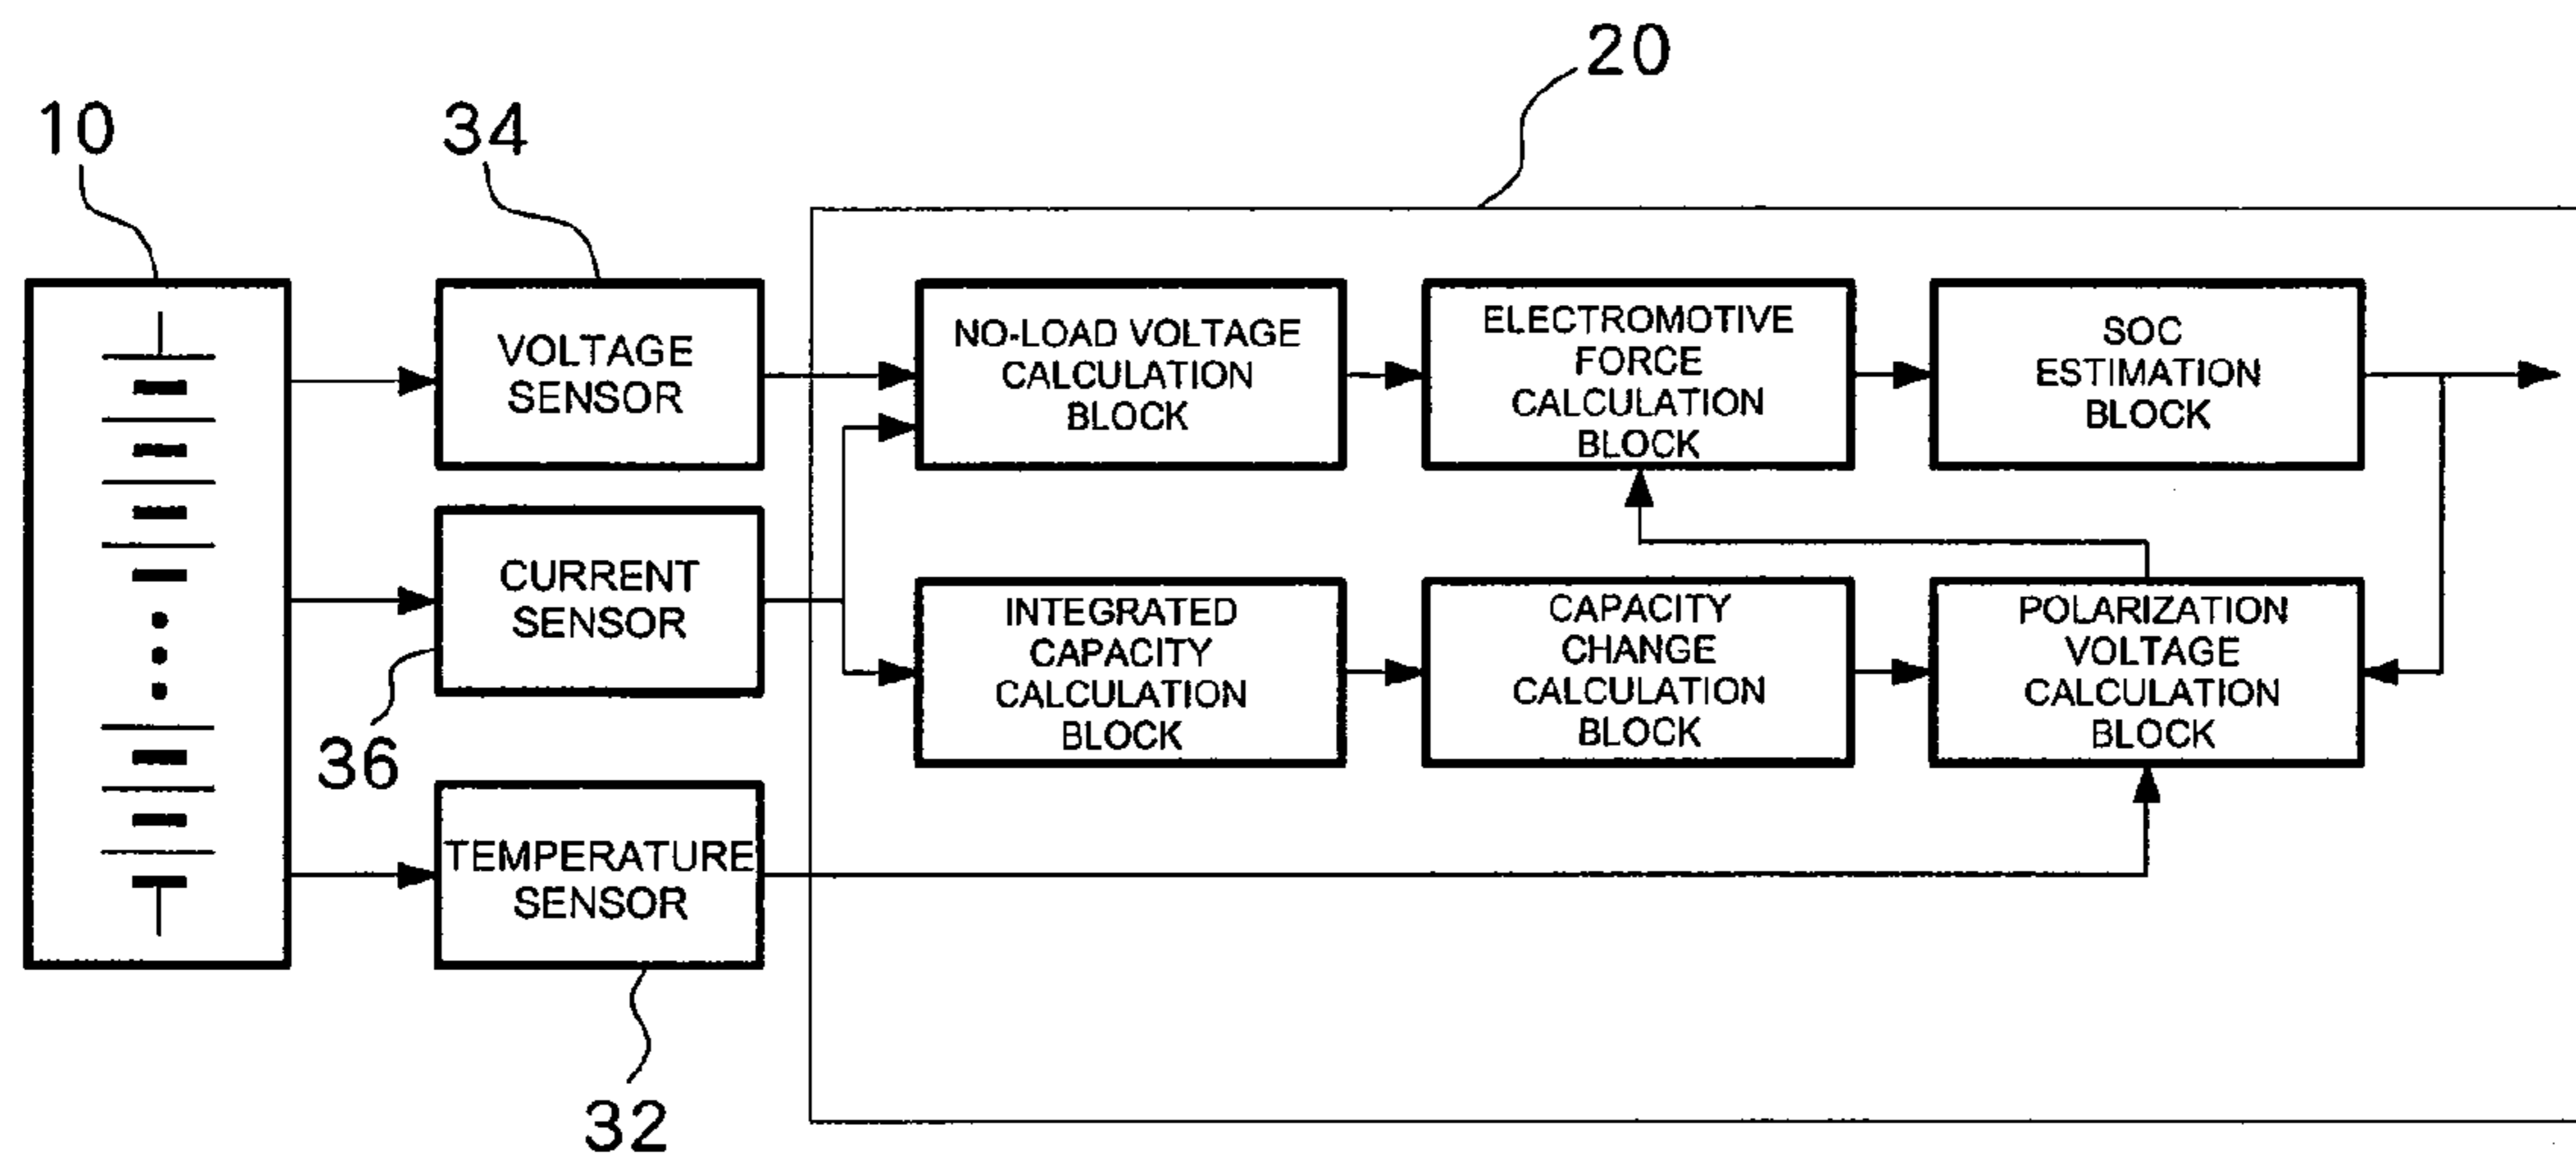 20
10
34
VOLTAGE
SENSOR
NO-LOAD VOLTAGE
CALCULATION
BLOCK
ELECTROMOTIVE
FORCE
CALCULATION
BLOCK
SOC
ESTIMATION
BLOCK
CURRENT
SENSOR
36
INTEGRATED
CAPACITY
CALCULATION
BLOCK
CAPACITY
CHANGE
CALCULATION
BLOCK
POLARIZATION
VOLTAGE
CALCULATION
BLOCK
TEMPERATURE
SENSOR
32